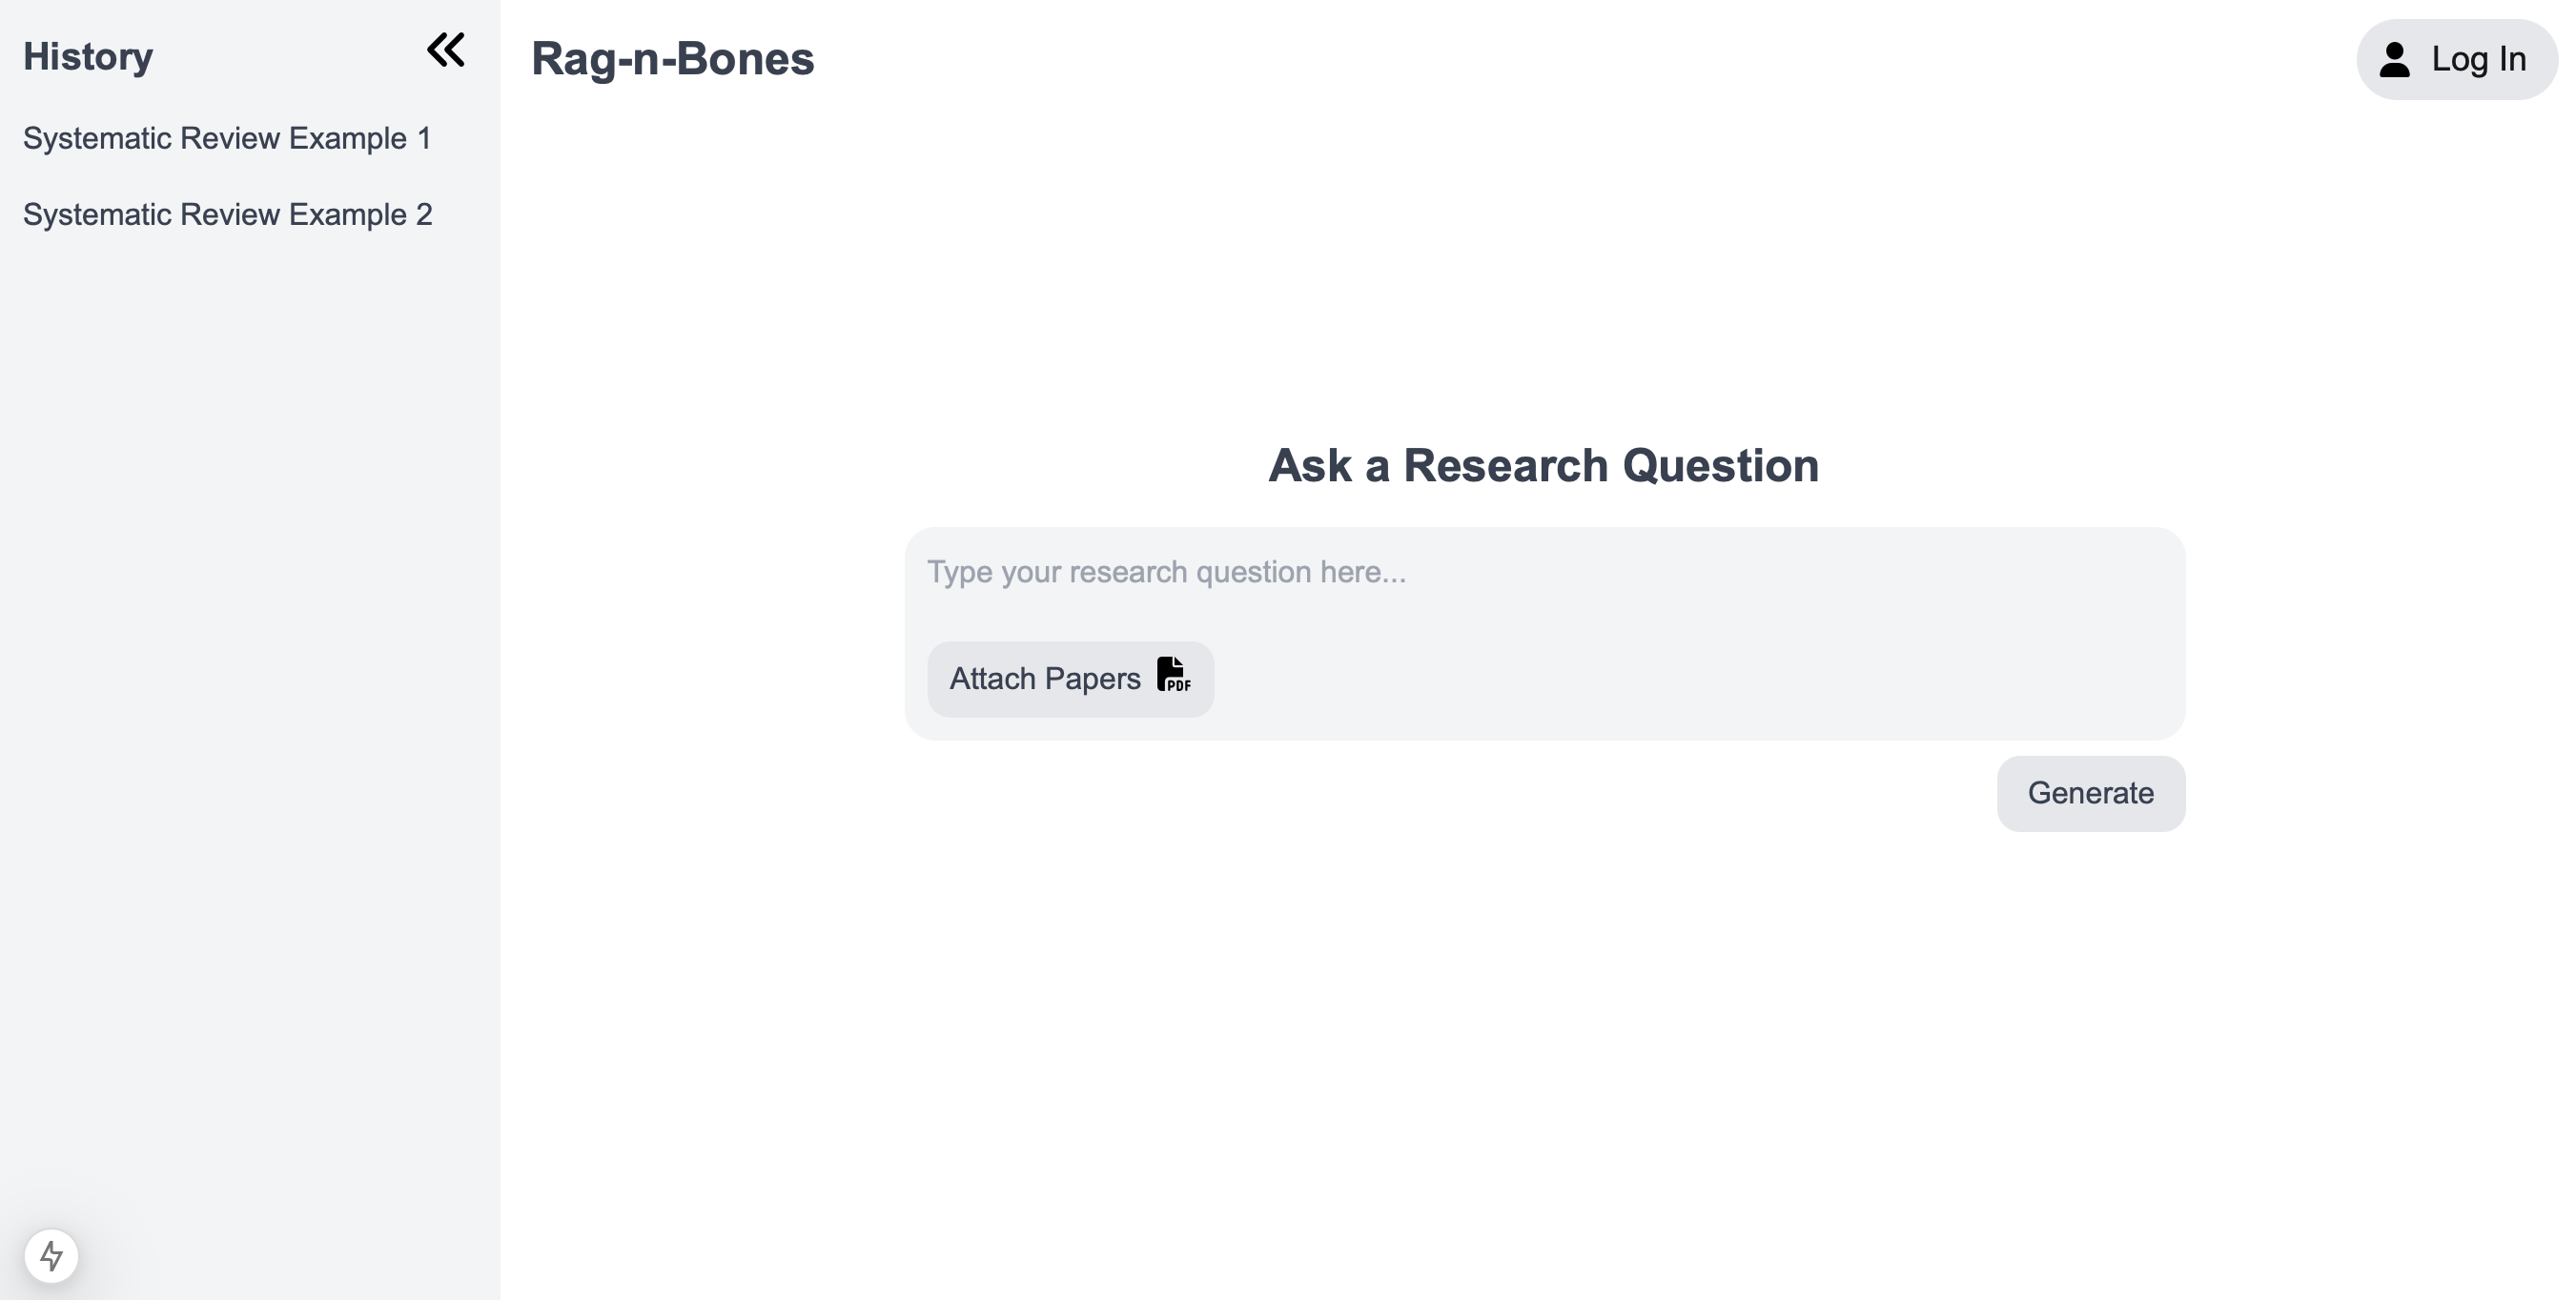 History
Systematic Review Example 1
Systematic Review Example 2
Rag-n-Bones
Log In
Ask a Research Question
Type your research question here...
Attach Papers
PDF
Generate